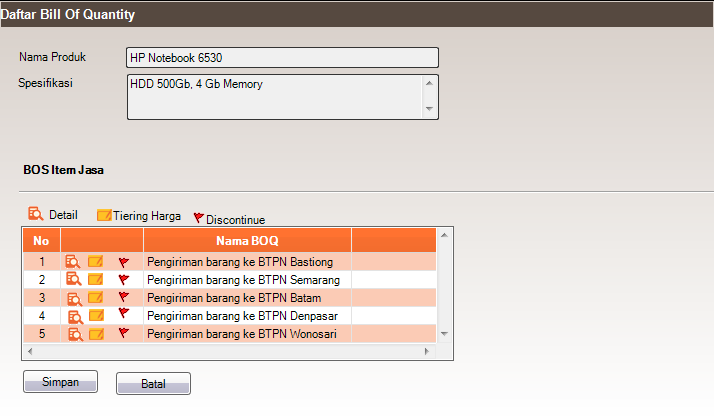 Daftar Bill Of Quantity
Nama Produk HP Notebook 6530
Spesifikasi HDD 500Gb, 4 Gb Memory
BOS Item Jasa
Detail Tiering Harga Discontinue
No Nama BOQ
1 Pengiriman barang ke BTPN Bastiong
2 Pengiriman barang ke BTPN Semarang
3 Pengiriman barang ke BTPN Batam
4 Pengiriman barang ke BTPN Denpasar
5 Pengiriman barang ke BTPN Wonosari
Simpan Batal